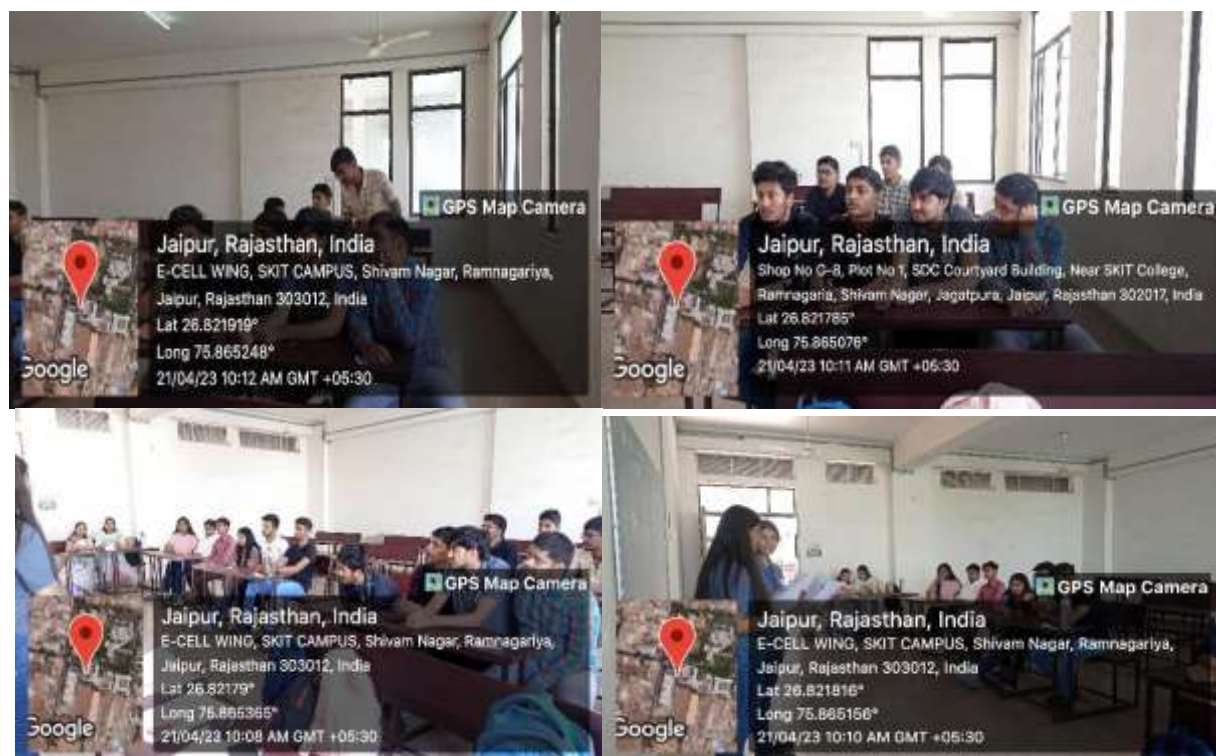 GPS Map Camera
Jaipur, Rajasthan, India
E-CELL WING, SKIT CAMPUS, Shivam Nagar, Ramnagariya,
Jaipur, Rajasthan 303012, India
Lat 26.821919°
Long 75.865248°
21/04/23 10:12 AM GMT +05:30
Google
GPS Map Camera
Jaipur, Rajasthan, India
Shop No G-8, Plot No 1, SDC Courtyard Building, Near SKIT College,
Ramnagaria, Shivam Nagar, Jagatpura, Jaipur, Rajasthan 302017, India
Lat 26.821785°
Long 75.865076°
21/04/23 10:11 AM GMT +05:30
Google
GPS Map Camera
Jaipur, Rajasthan, India
E-CELL WING, SKIT CAMPUS, Shivam Nagar, Ramnagariya,
Jaipur, Rajasthan 303012, India
Lat 26.82179°
Long 75.865365°
21/04/23 10:08 AM GMT +05:30
Google
GPS Map Camera
Jaipur, Rajasthan, India
E-CELL WING, SKIT CAMPUS, Shivam Nagar, Ramnagariya,
Jaipur, Rajasthan 303012, India
Lat 26.821816°
Long 75.865156°
21/04/23 10:10 AM GMT +05:30
Google